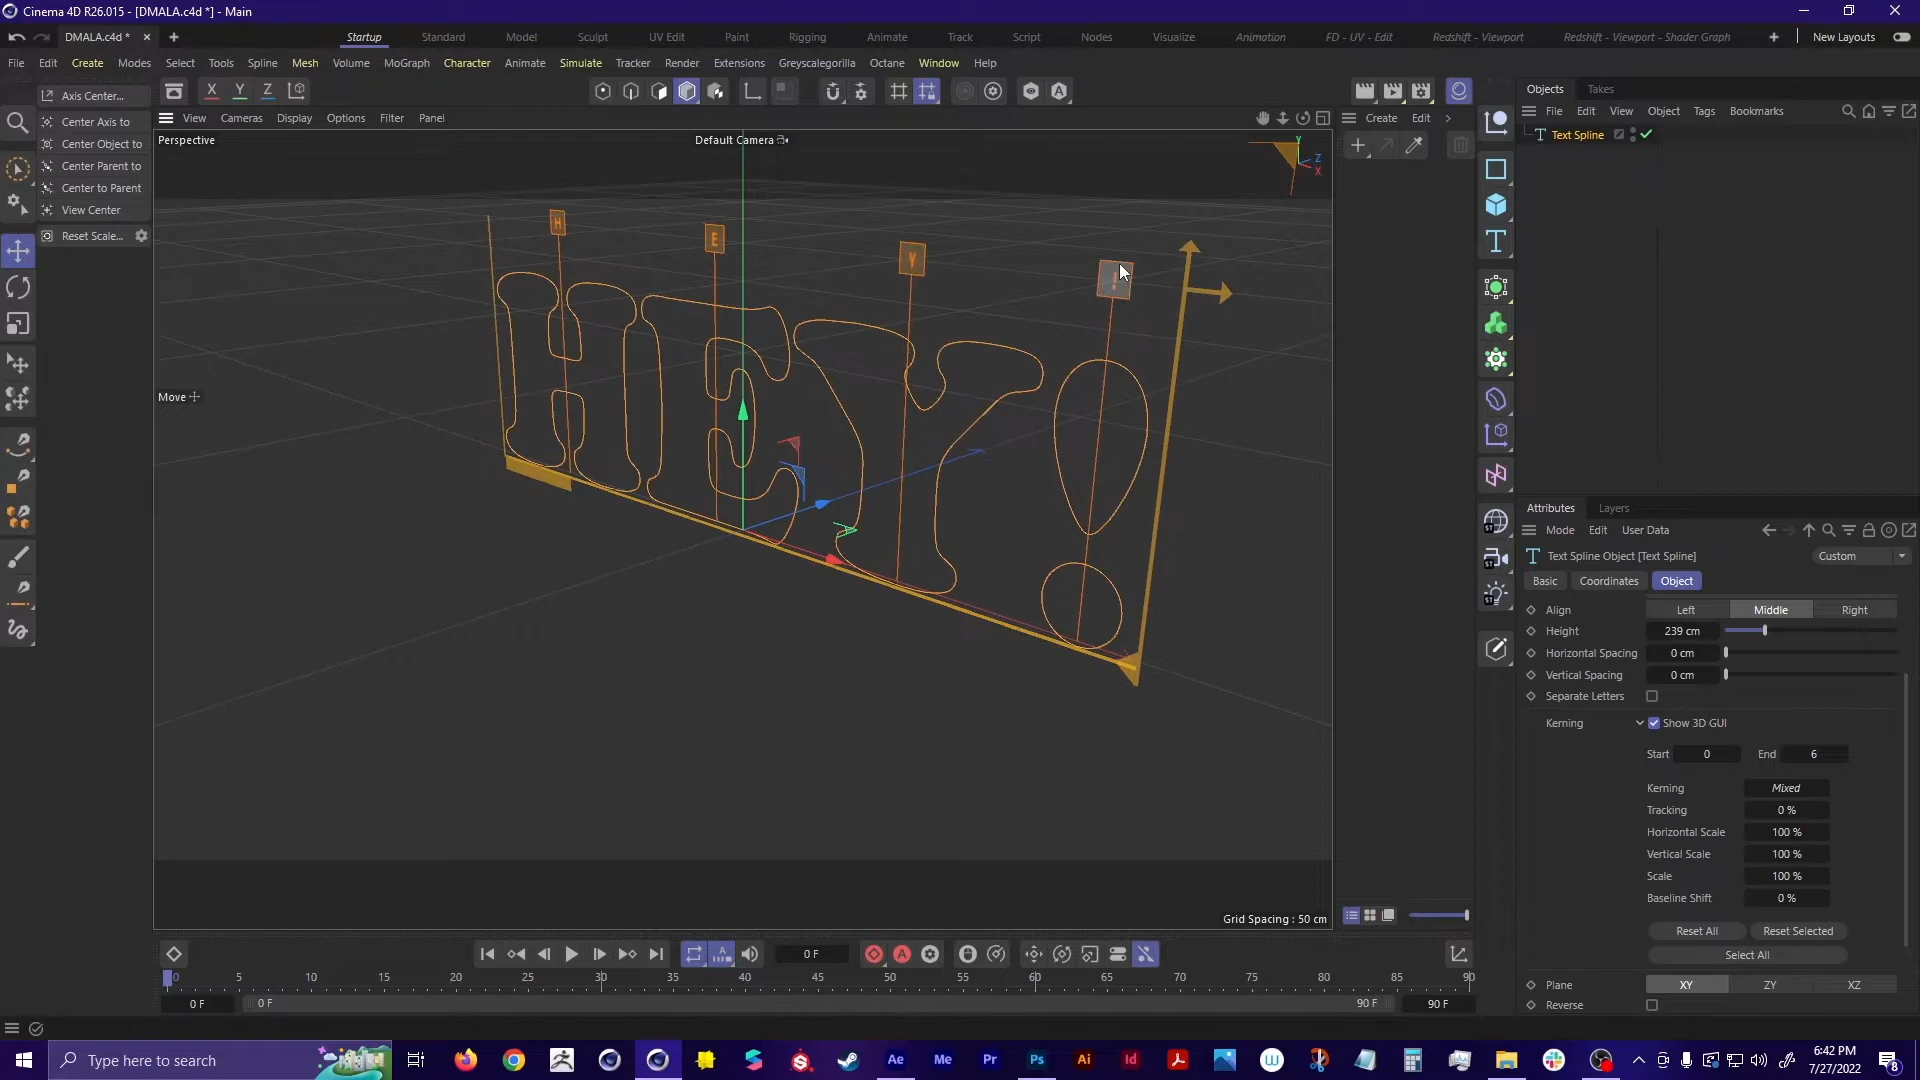 Cinema 4D R26.015 - [DMALA.c4d *] - Main
DMALA.c4d *
Startup
Standard
Model
Sculpt
UV Edit
Paint
Rigging
Animate
Track
Script
Nodes
Visualize
Animation
FD - UV - Edit
Redshift - Viewport
Redshift - Viewport - Shader Graph
New Layouts
File Edit Create Modes Select Tools Spline Mesh Volume MoGraph Character Animate Simulate Tracker Render Extensions Greyscalegorilla Octane Window Help
X Y Z
Axis Center...
Center Axis to
Center Object to
Center Parent to
Center to Parent
View Center
Reset Scale...
View Cameras Display Options Filter Panel
Perspective
Default Camera
Y
Z
X
H
E
Y
!
HEY!
Move
Grid Spacing : 50 cm
Create Edit
Objects Takes
File Edit View Object Tags Bookmarks
Text Spline
Attributes Layers
Mode Edit User Data
Text Spline Object [Text Spline]
Custom
Basic Coordinates Object
Align Left Middle Right
Height 239 cm
Horizontal Spacing 0 cm
Vertical Spacing 0 cm
Separate Letters
Kerning Show 3D GUI
Start 0 End 6
Kerning Mixed
Tracking 0 %
Horizontal Scale 100 %
Vertical Scale 100 %
Scale 100 %
Baseline Shift 0 %
Reset All Reset Selected
Select All
Plane XY ZY XZ
Reverse
0 F
0 5 10 15 20 25 30 35 40 45 50 55 60 65 70 75 80 85 90
0 F 0 F 90 F 90 F
Type here to search
Ae Me Pr Ps Ai Id
6:42 PM
7/27/2022
8